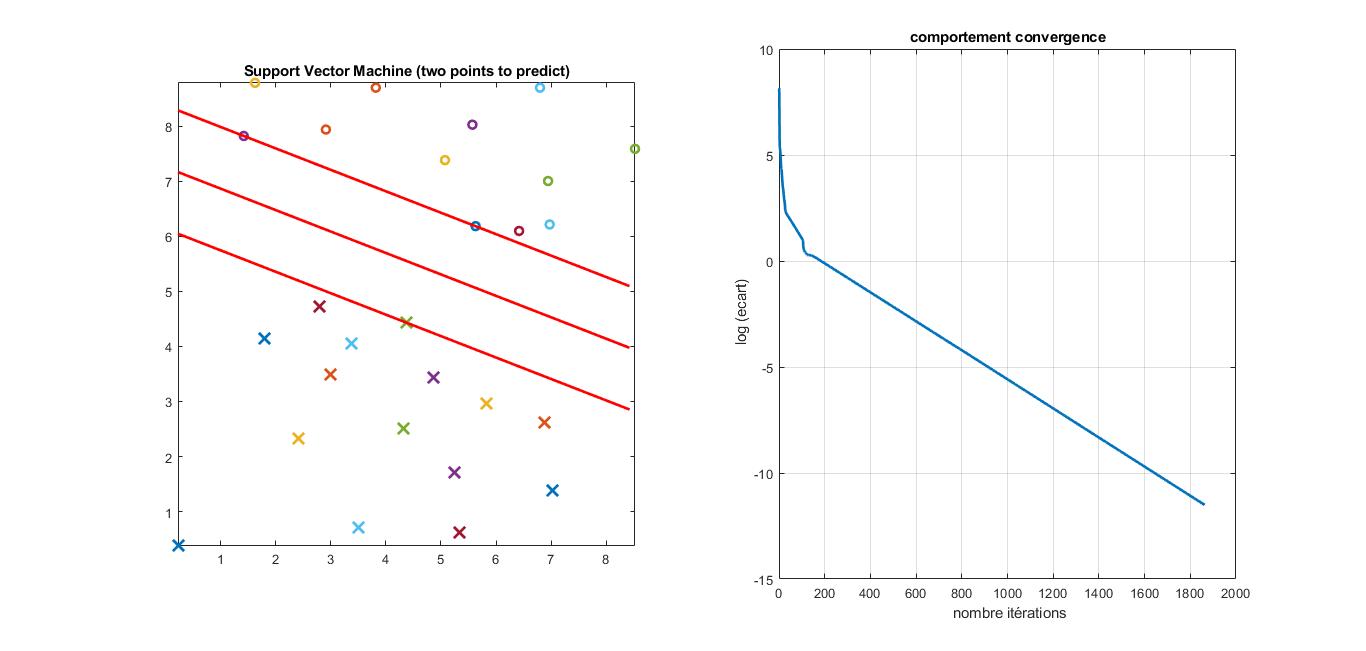 Support Vector Machine (two points to predict)
8
7
6
5
4
3
2
1
1 2 3 4 5 6 7 8
comportement convergence
10
5
0
-5
-10
-15
log (ecart)
0 200 400 600 800 1000 1200 1400 1600 1800 2000
nombre itérations